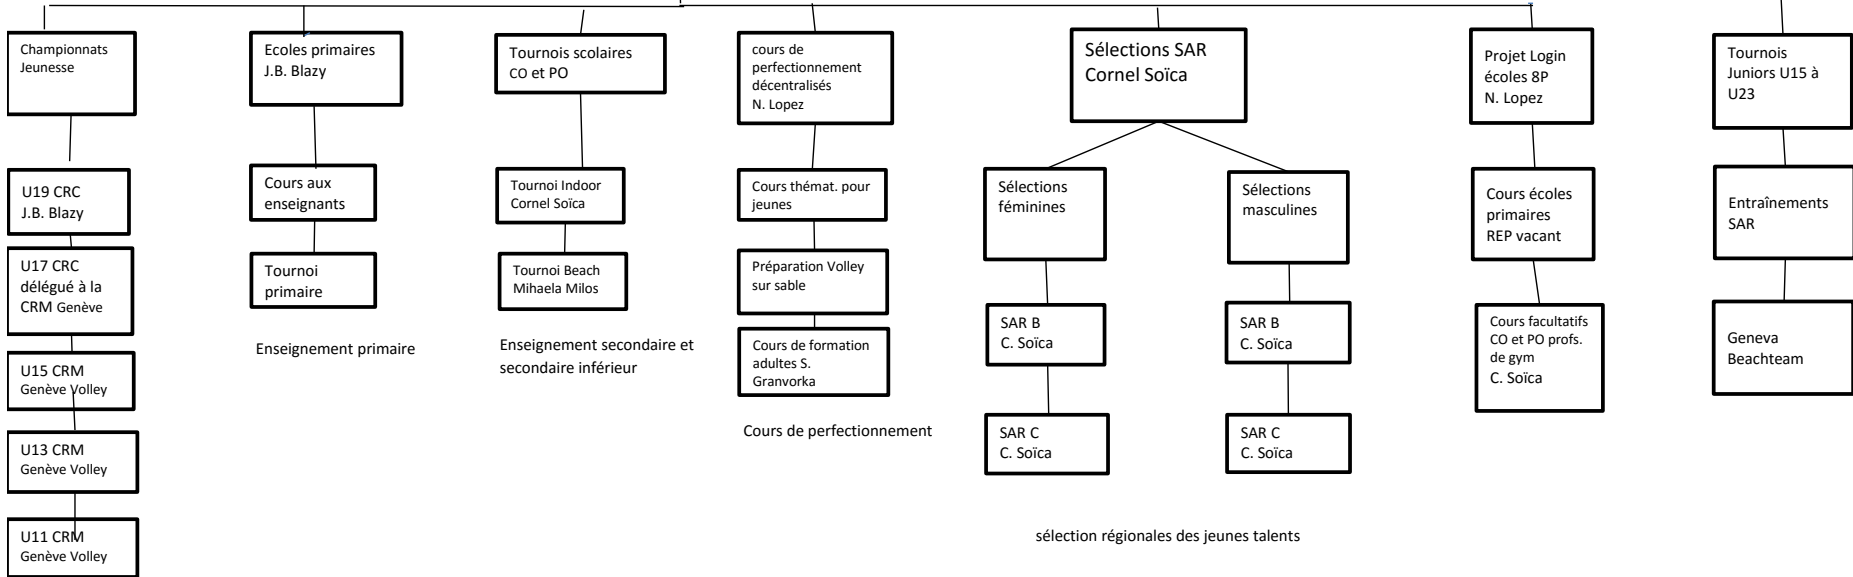 Championnats
Jeunesse
U19 CRC
J.B. Blazy
U17 CRC
délégué à la
CRM Genève
U15 CRM
Genève Volley
U13 CRM
Genève Volley
U11 CRM
Genève Volley
Ecoles primaires
J.B. Blazy
Cours aux
enseignants
Tournoi
primaire
Enseignement primaire
Tournois scolaires
CO et PO
Tournoi Indoor
Cornel Soïca
Tournoi Beach
Mihaela Milos
Enseignement secondaire et
secondaire inférieur
cours de
perfectionnement
décentralisés
N. Lopez
Cours thémat. pour
jeunes
Préparation Volley
sur sable
Cours de formation
adultes S.
Granvorka
Cours de perfectionnement
Sélections SAR
Cornel Soïca
Sélections
féminines
SAR B
C. Soïca
SAR C
C. Soïca
Sélections
masculines
SAR B
C. Soïca
SAR C
C. Soïca
sélection régionales des jeunes talents
Projet Login
écoles 8P
N. Lopez
Cours écoles
primaires
REP vacant
Cours facultatifs
CO et PO profs.
de gym
C. Soïca
Tournois
Juniors U15 à
U23
Entraînements
SAR
Geneva
Beachteam